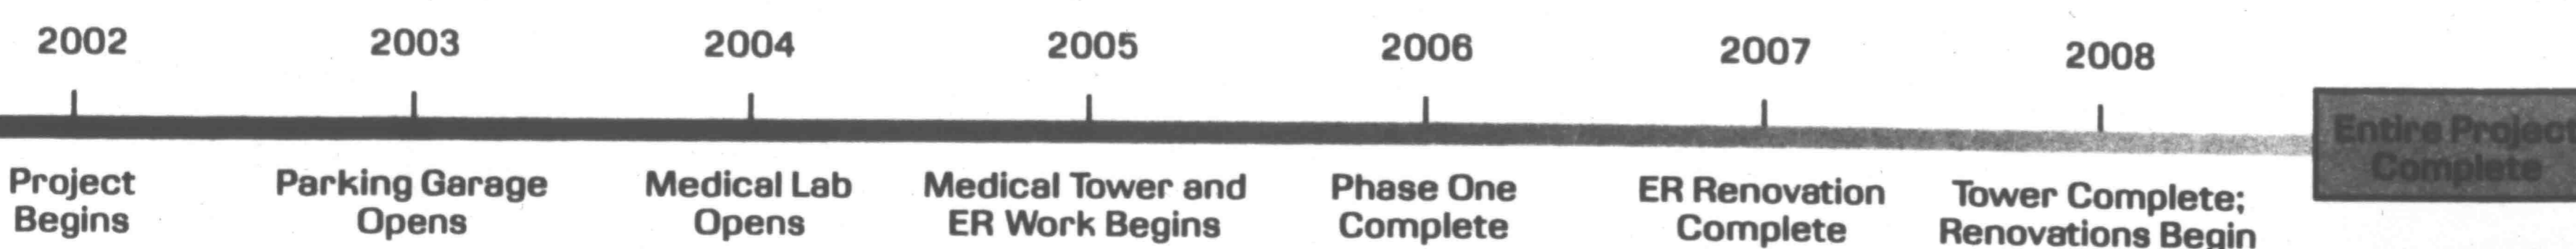 2002 2003 2004 2005 2006 2007 2008
Project
Begins
Parking Garage
Opens
Medical Lab
Opens
Medical Tower and
ER Work Begins
Phase One
Complete
ER Renovation
Complete
Tower Complete;
Renovations Begin
Entire Project
Complete